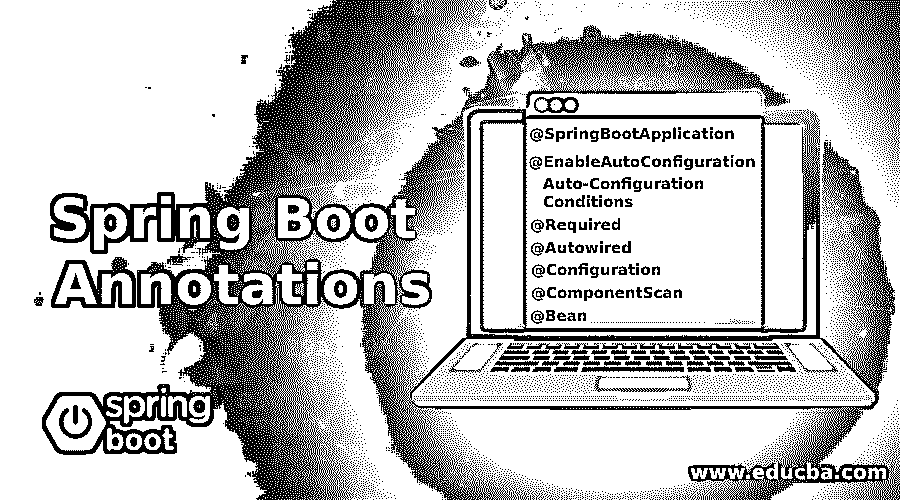 Spring Boot
Annotations
spring
boot
@SpringBootApplication
@EnableAutoConfiguration
Auto-Configuration
Conditions
@Required
@Autowired
@Configuration
@ComponentScan
@Bean
www.educba.com